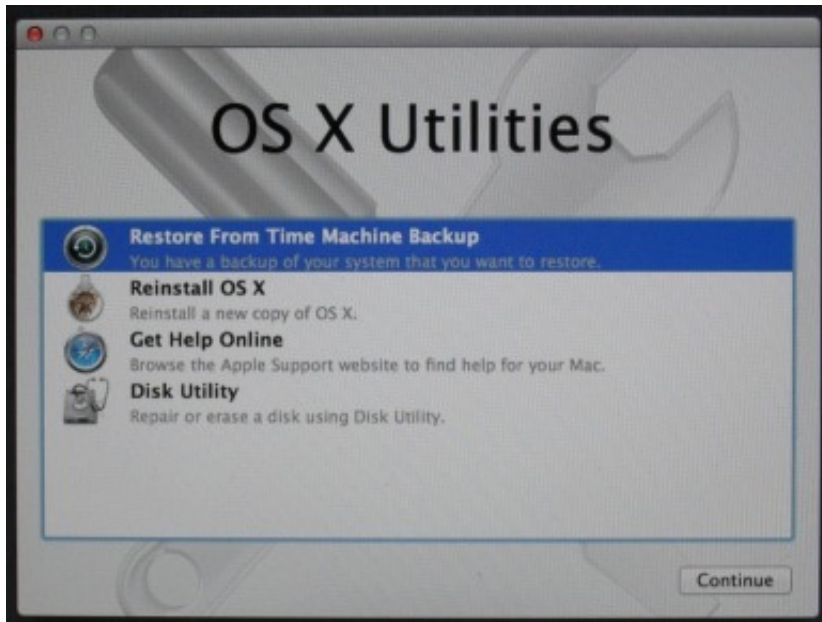 OS X Utilities
Restore From Time Machine Backup
You have a backup of your system that you want to restore.
Reinstall OS X
Reinstall a new copy of OS X.
Get Help Online
Browse the Apple Support website to find help for your Mac.
Disk Utility
Repair or erase a disk using Disk Utility.
Continue